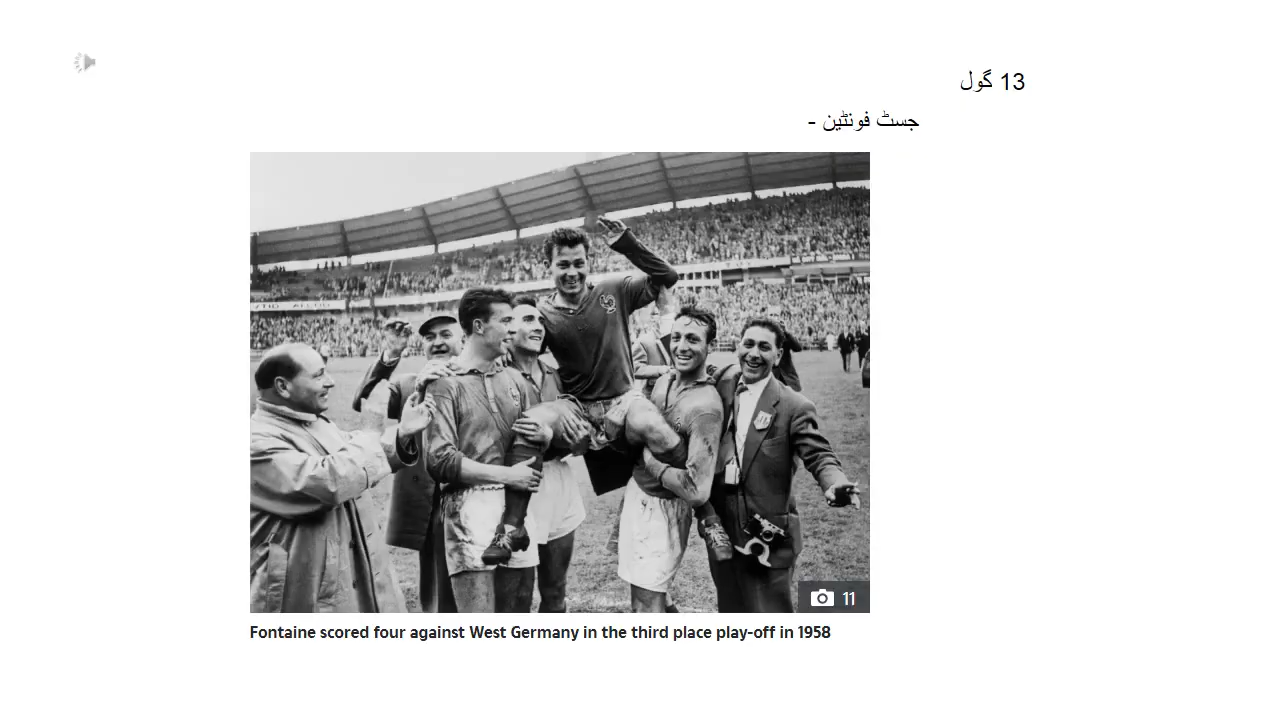 13 گول
جسٹ فونٹین -
11
Fontaine scored four against West Germany in the third place play-off in 1958